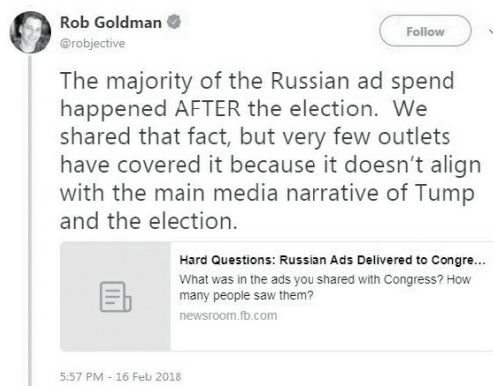 Rob Goldman
@robjective
Follow
The majority of the Russian ad spend
happened AFTER the election.  We
shared that fact, but very few outlets
have covered it because it doesn't align
with the main media narrative of Tump
and the election.
Hard Questions: Russian Ads Delivered to Congre...
What was in the ads you shared with Congress? How
many people saw them?
newsroom.fb.com
5:57 PM - 16 Feb 2018